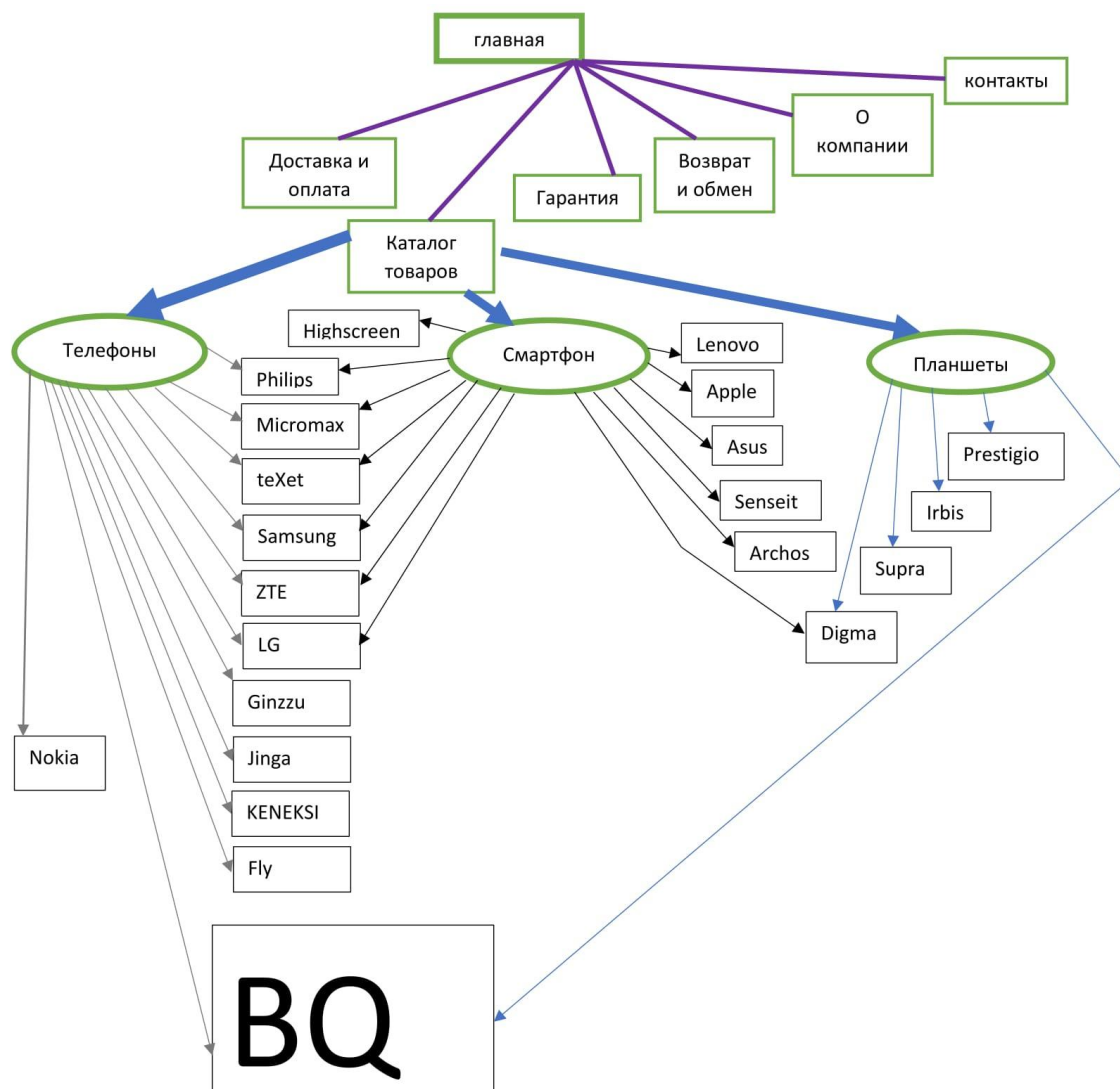 главная
контакты
О
компании
Доставка и
оплата
Возврат
и обмен
Гарантия
Каталог
товаров
Телефоны
Highscreen
Смартфон
Lenovo
Планшеты
Philips
Apple
Micromax
Asus
Prestigio
teXet
Senseit
Irbis
Samsung
Archos
Supra
ZTE
Digma
LG
Ginzzu
Nokia
Jinga
KENEKSI
Fly
BQ